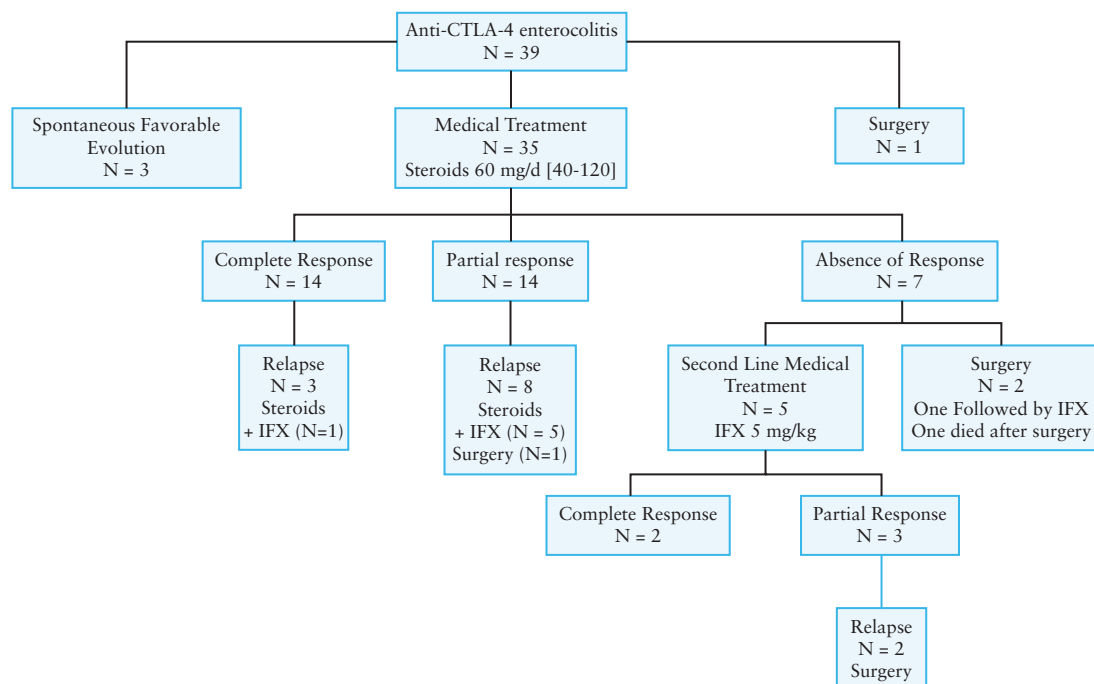 Anti-CTLA-4 enterocolitis
N = 39
Spontaneous Favorable
Evolution
N = 3
Medical Treatment
N = 35
Steroids 60 mg/d [40-120]
Surgery
N = 1
Complete Response
N = 14
Partial response
N = 14
Absence of Response
N = 7
Relapse
N = 3
Steroids
+ IFX (N=1)
Relapse
N = 8
Steroids
+ IFX (N = 5)
Surgery (N=1)
Second Line Medical
Treatment
N = 5
IFX 5 mg/kg
Surgery
N = 2
One Followed by IFX
One died after surgery
Complete Response
N = 2
Partial Response
N = 3
Relapse
N = 2
Surgery